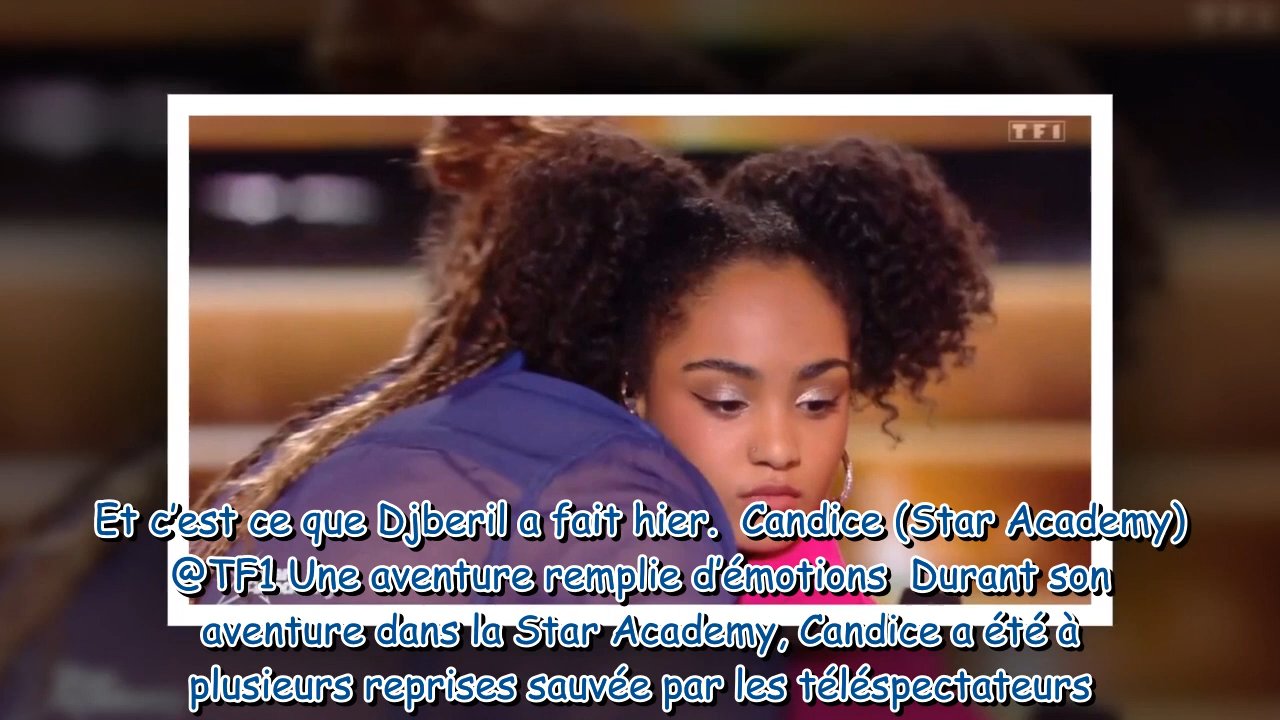 TF1
Et c'est ce que Djberil a fait hier.  Candice (Star Academy)
@TF1 Une aventure remplie d'émotions  Durant son
aventure dans la Star Academy, Candice a été à
plusieurs reprises sauvée par les téléspectateurs